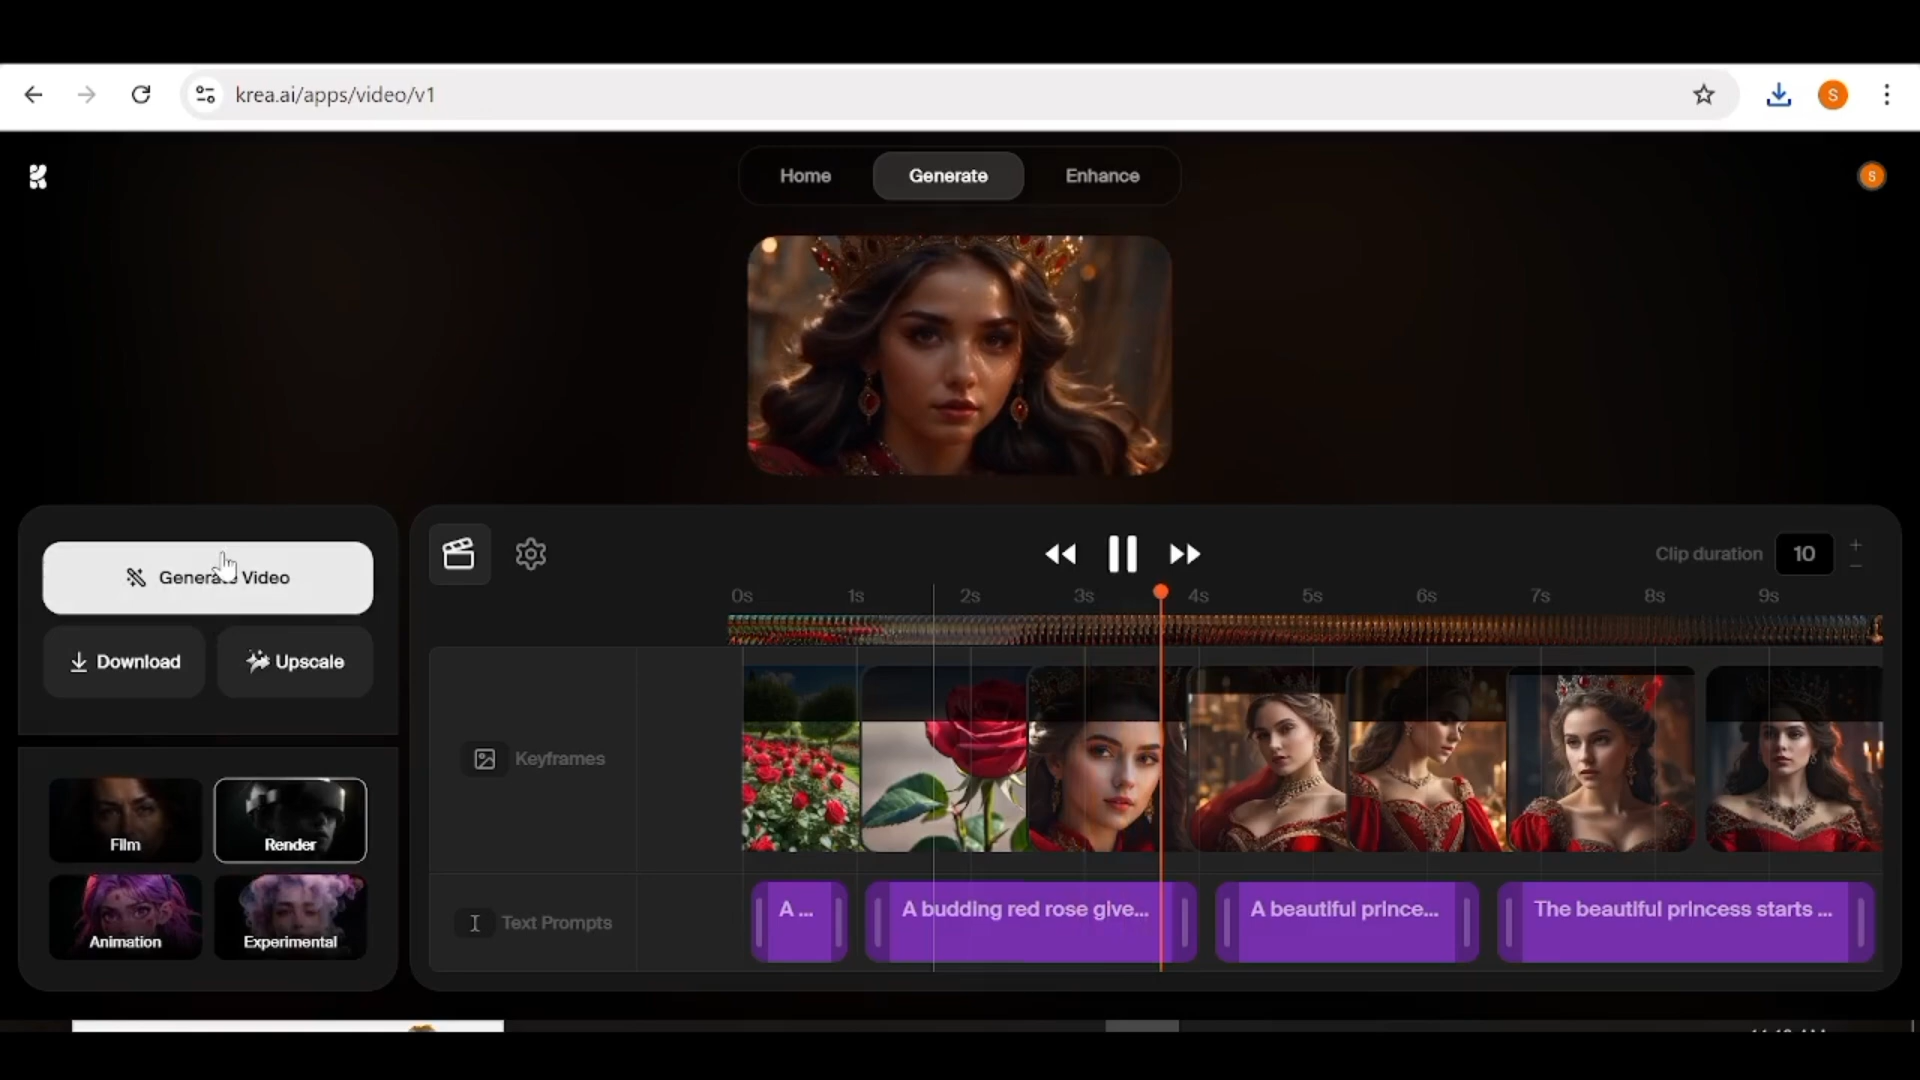 krea.ai/apps/video/v1
S
Home
Generate
Enhance
S
Generate Video
Download
Upscale
Clip duration
10
0s
1s
2s
3s
4s
5s
6s
7s
8s
9s
Keyframes
Film
Render
Animation
Experimental
Text Prompts
A ...
A budding red rose give...
A beautiful prince...
The beautiful princess starts ...